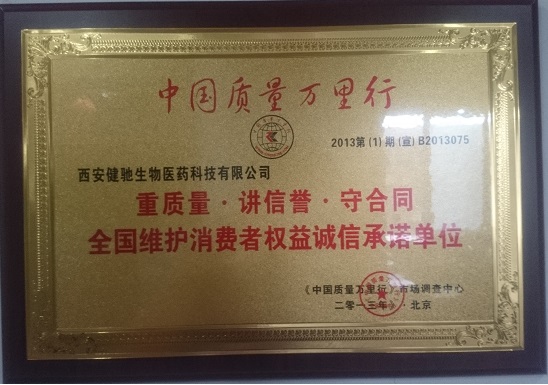 中国质量万里行
2013第(1)期(宣)B2013075
西安健驰生物医药科技有限公司
重质量·讲信誉·守合同
全国维护消费者权益诚信承诺单位
《中国质量万里行》市场调查中心
二零一三年·北京